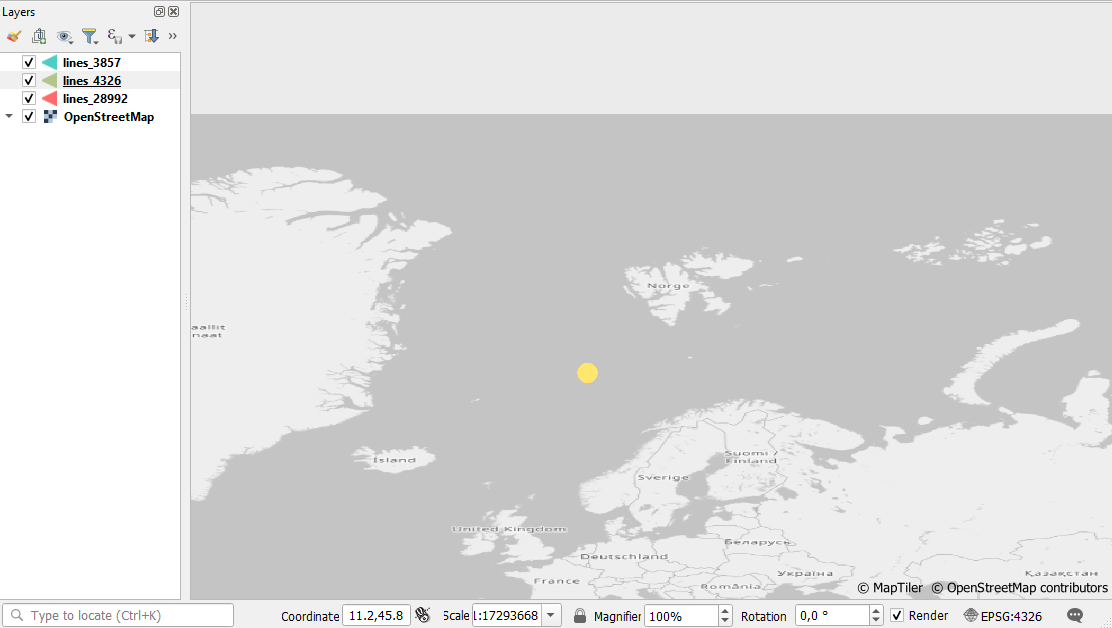 Layers
lines_3857
lines_4326
lines_28992
OpenStreetMap
Norge
aallit
naat
Ísland
Suomi /
Finland
Sverige
United Kingdom
Беларусь
Deutschland
Україна
Казақстан
France
România
© MapTiler © OpenStreetMap contributors
Type to locate (Ctrl+K)
Coordinate 11.2,45.8 Scale 1:17293668 Magnifier 100% Rotation 0,0 ° Render EPSG:4326